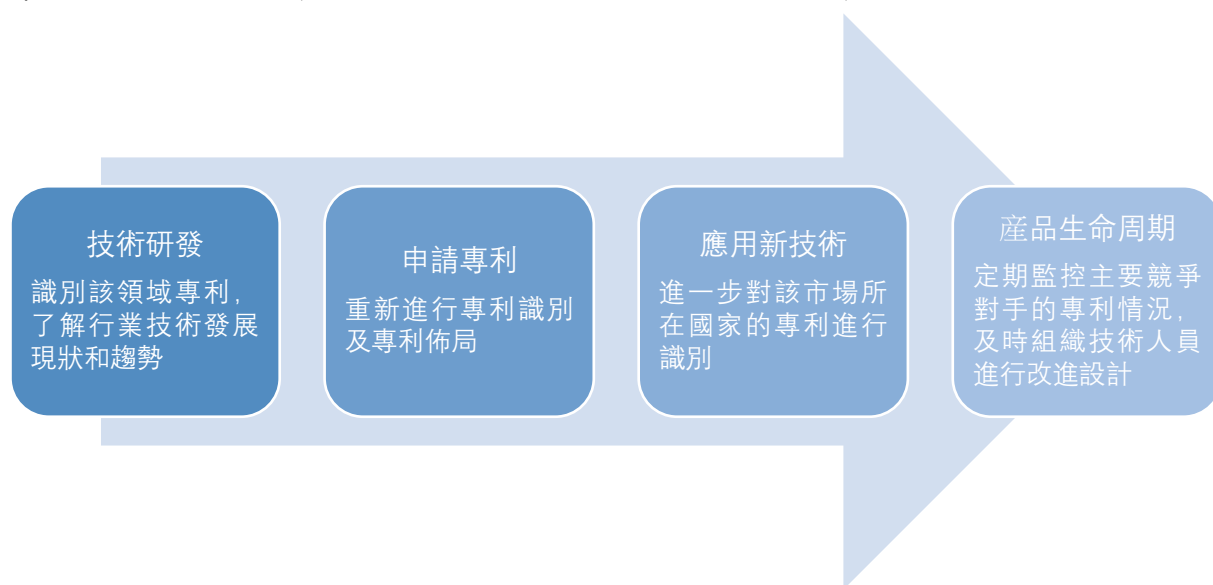 技術研發
識別該領域專利，
了解行業技術發展
現狀和趨勢
申請專利
重新進行專利識別
及專利佈局
應用新技術
進一步對該市場所
在國家的專利進行
識別
產品生命周期
定期監控主要競爭
對手的專利情況，
及時組織技術人員
進行改進設計